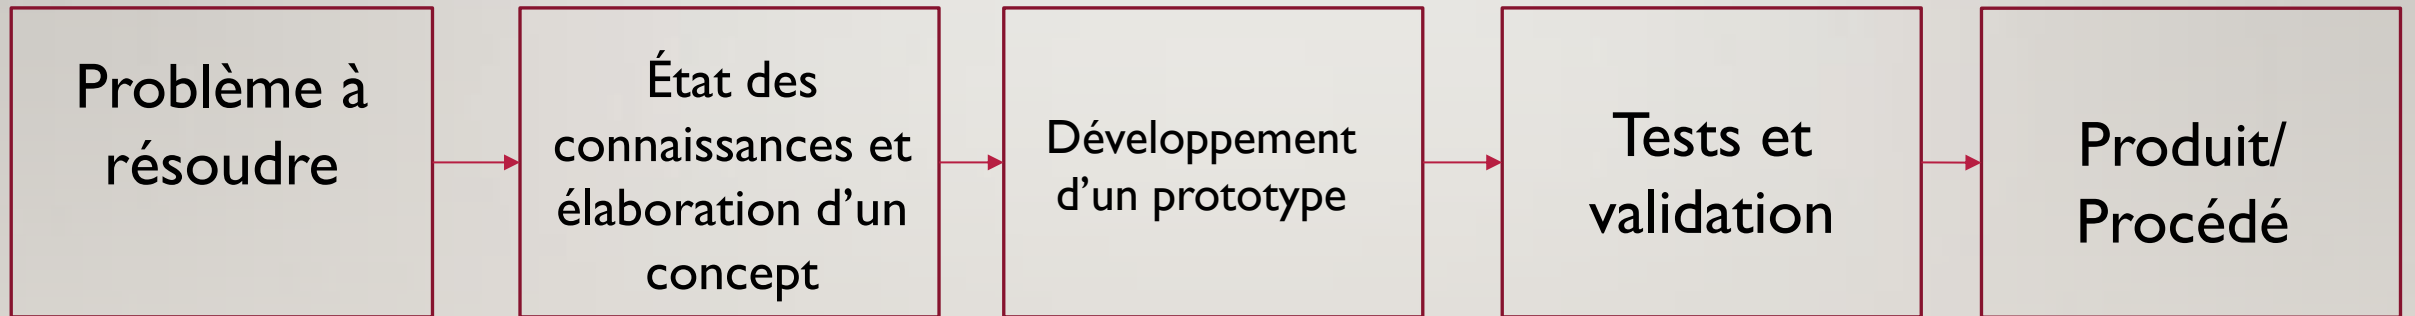 Problème à
résoudre
État des
connaissances et
élaboration d’un
concept
Développement
d’un prototype
Tests et
validation
Produit/
Procédé